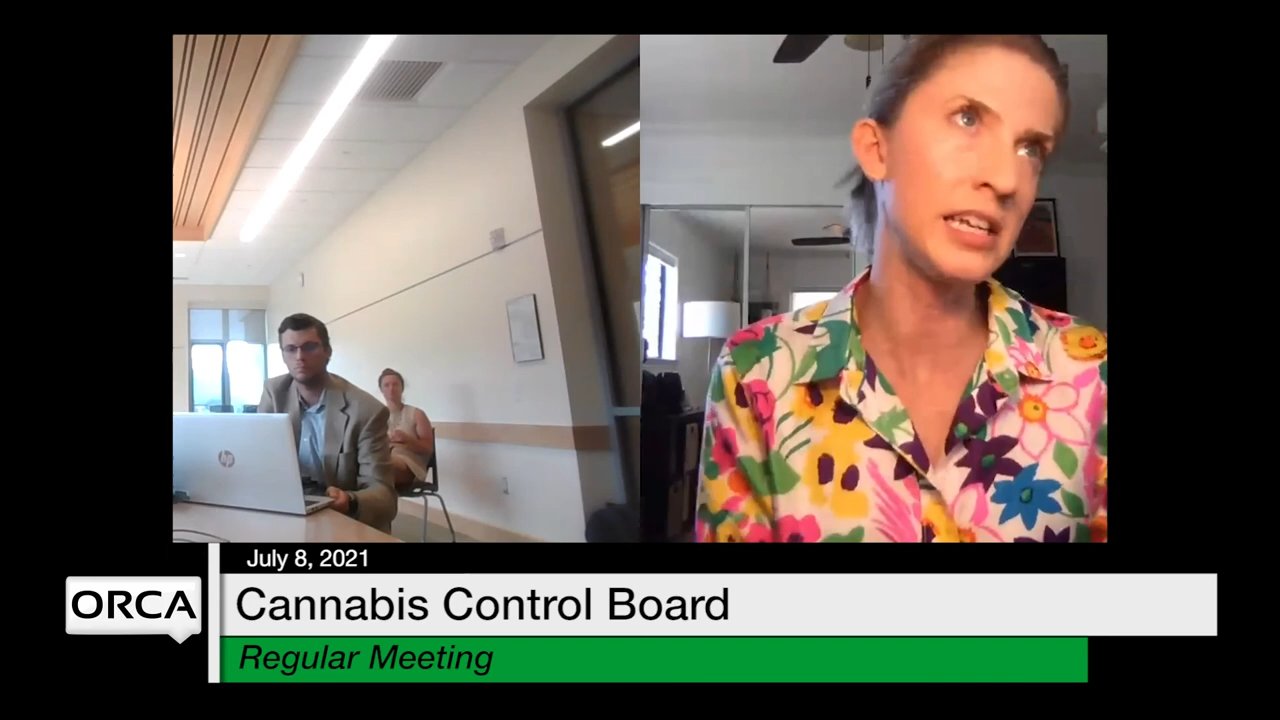 hp
July 8, 2021
ORCA
Cannabis Control Board
Regular Meeting